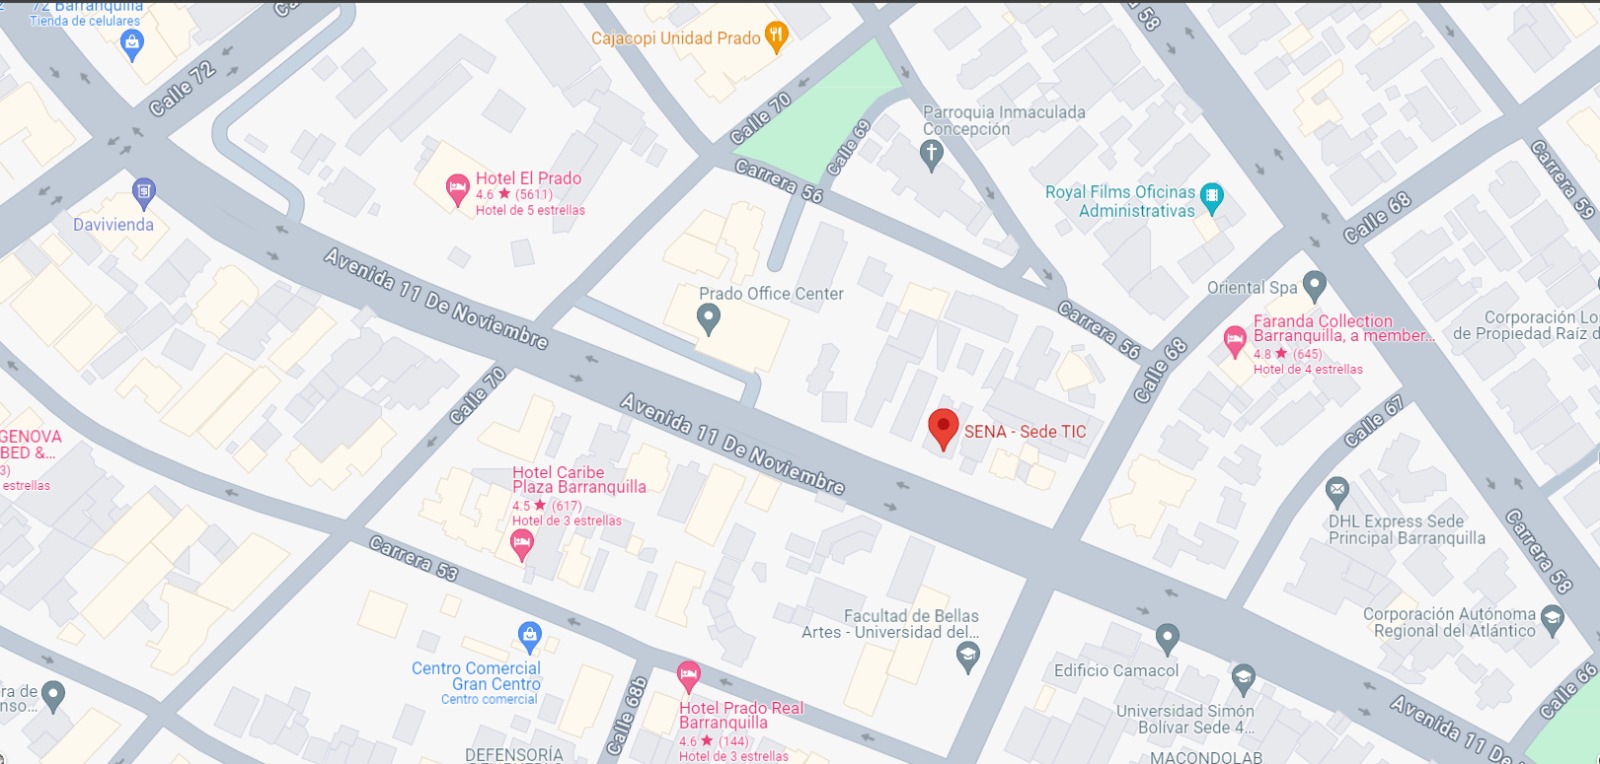 72 Barranquilla
Tienda de celulares
Calle 72
Cajacopi Unidad Prado
Calle 70
Calle 69
58
Parroquia Inmaculada
Concepción
Carrera 56
Carrera 59
Hotel El Prado
4.6 ★ (5611)
Hotel de 5 estrellas
Royal Films Oficinas
Administrativas
Calle 68
Davivienda
Avenida 11 De Noviembre
Prado Office Center
Oriental Spa
Carrera 56
Faranda Collection
Barranquilla, a member...
4.8 ★ (645)
Hotel de 4 estrellas
Corporación
de Propiedad Raíz
Calle 68
Calle 70
Avenida 11 De Noviembre
SENA - Sede TIC
Calle 67
GENOVA
BED &...
3)
estrellas
Hotel Caribe
Plaza Barranquilla
4.5 ★ (617)
Hotel de 3 estrellas
DHL Express Sede
Principal Barranquilla
Carrera 58
Carrera 53
Facultad de Bellas
Artes - Universidad del...
Corporación Autónoma
Regional del Atlántico
Centro Comercial
Gran Centro
Centro comercial
Edificio Camacol
Calle 68b
Hotel Prado Real
Barranquilla
4.6 ★ (144)
Hotel de 3 estrellas
Universidad Simón
Bolívar Sede 4...
Calle 66
Avenida 11 De
ra de
nso...
DEFENSORÍA
MACONDOLAB